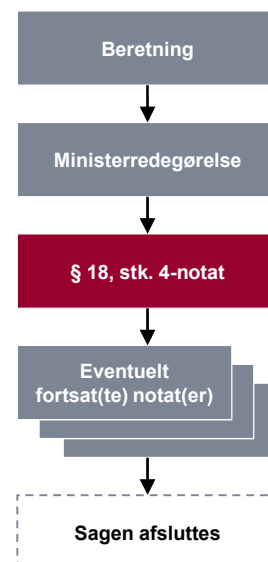 Beretning
Ministerredegørelse
§ 18, stk. 4-notat
Eventuelt
fortsat(te) notat(er)
Sagen afsluttes